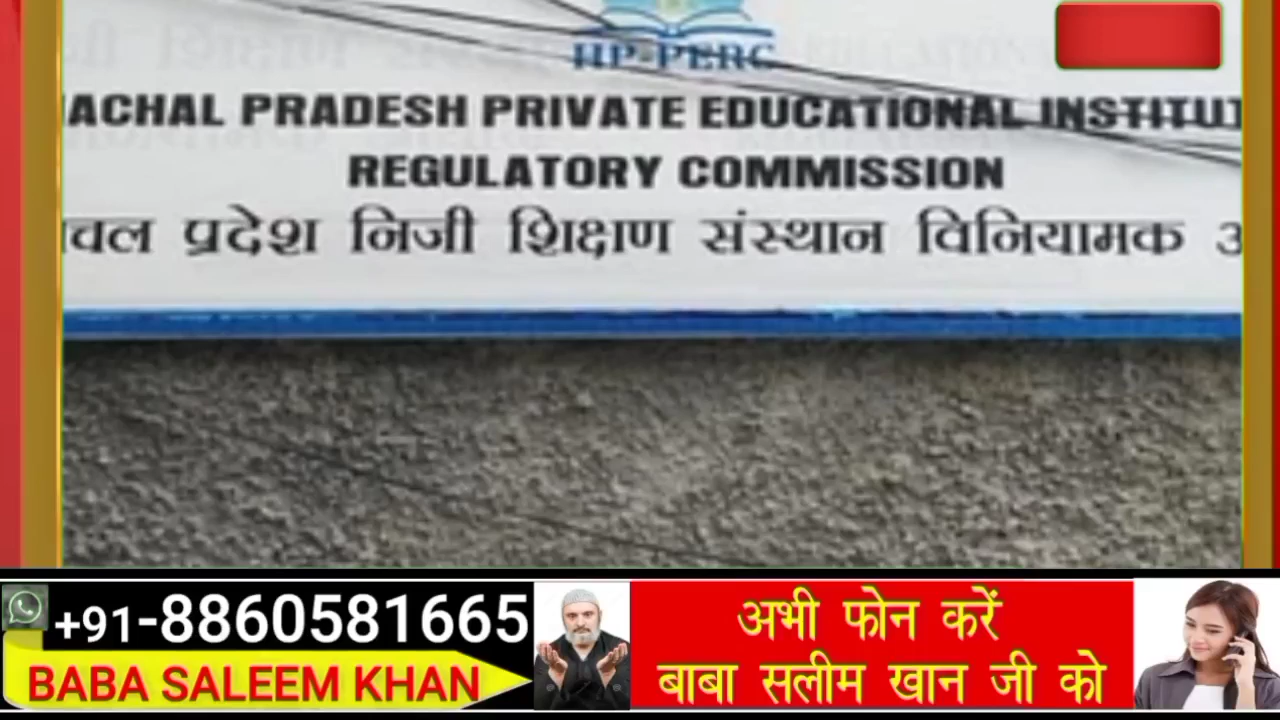 HP-PERC
ACHAL PRADESH PRIVATE EDUCATIONAL INSTITUT
REGULATORY COMMISSION
चल प्रदेश निजी शिक्षण संस्थान विनियामक
+91-8860581665
BABA SALEEM KHAN
अभी फोन करें
बाबा सलीम खान जी को